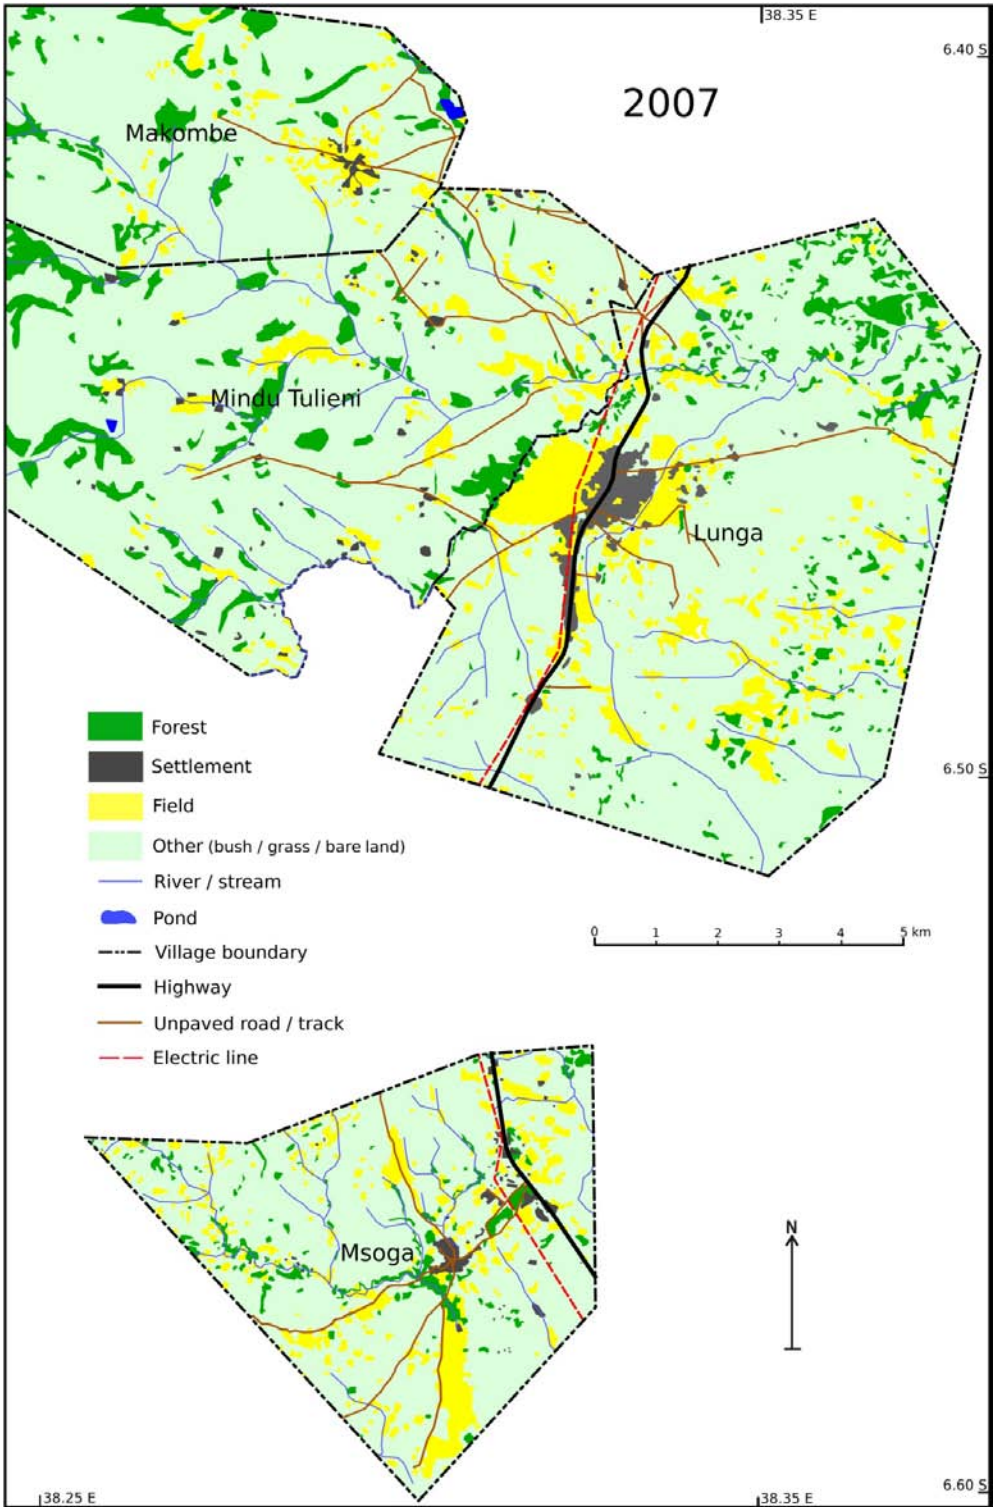 38.35 E
6.40 S
2007
Makombe
Mindu Tulieni
Lunga
Forest
Settlement
Field
6.50 S
Other (bush / grass / bare land)
River / stream
Pond
0 1 2 3 4 5 km
Village boundary
Highway
Unpaved road / track
Electric line
N
Msoga
6.60 S
38.25 E
38.35 E